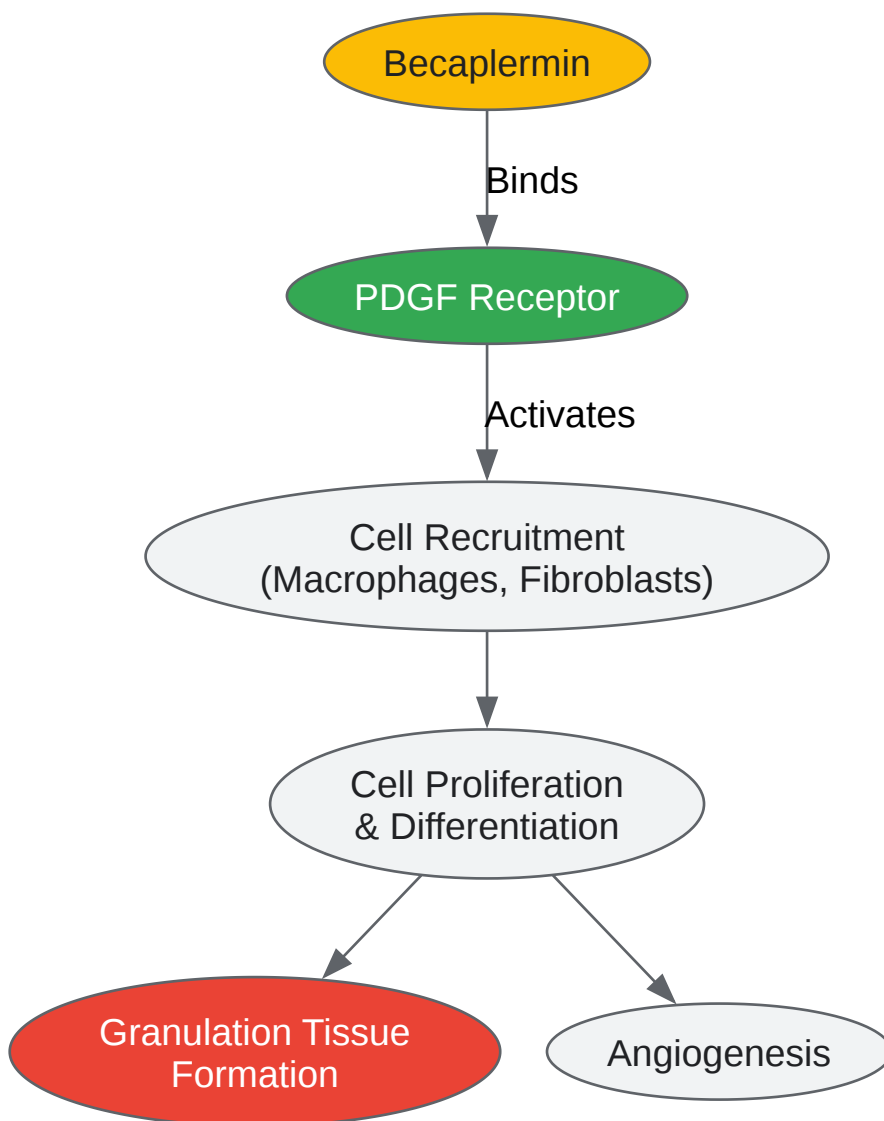 Becaplermin
Binds
PDGF Receptor
Activates
Cell Recruitment
(Macrophages, Fibroblasts)
Cell Proliferation
& Differentiation
Granulation Tissue
Formation
Angiogenesis